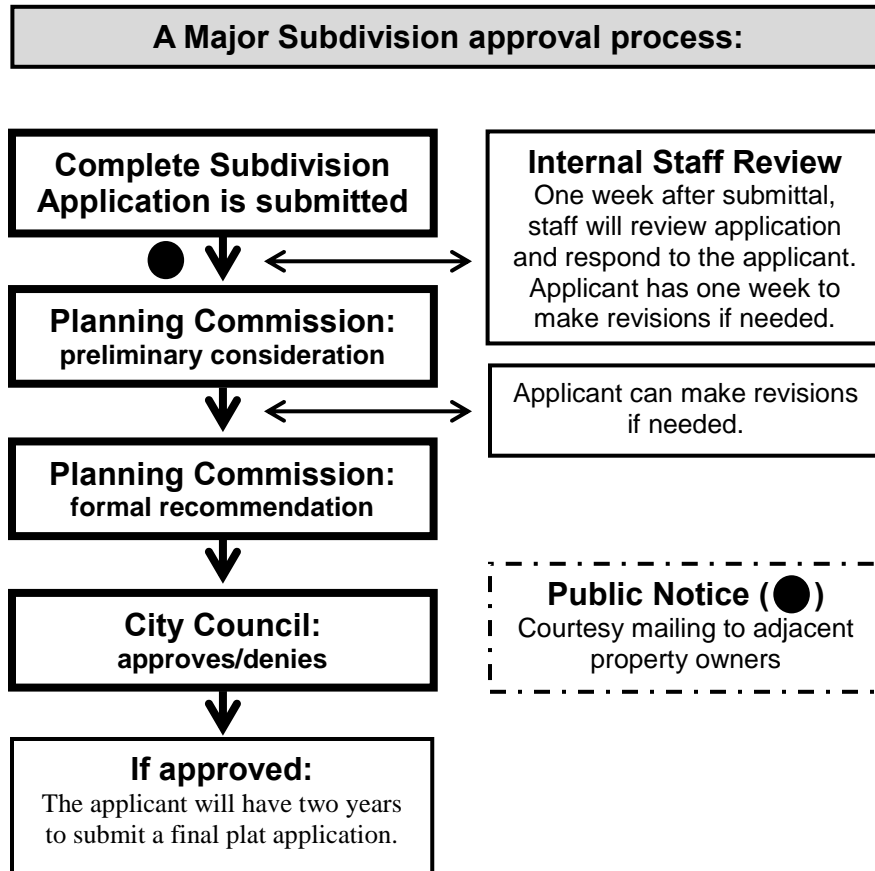 A Major Subdivision approval process:
Complete Subdivision
Application is submitted
Internal Staff Review
One week after submittal,
staff will review application
and respond to the applicant.
Applicant has one week to
make revisions if needed.
Planning Commission:
preliminary consideration
Applicant can make revisions
if needed.
Planning Commission:
formal recommendation
Public Notice (●)
Courtesy mailing to adjacent
property owners
City Council:
approves/denies
If approved:
The applicant will have two years
to submit a final plat application.